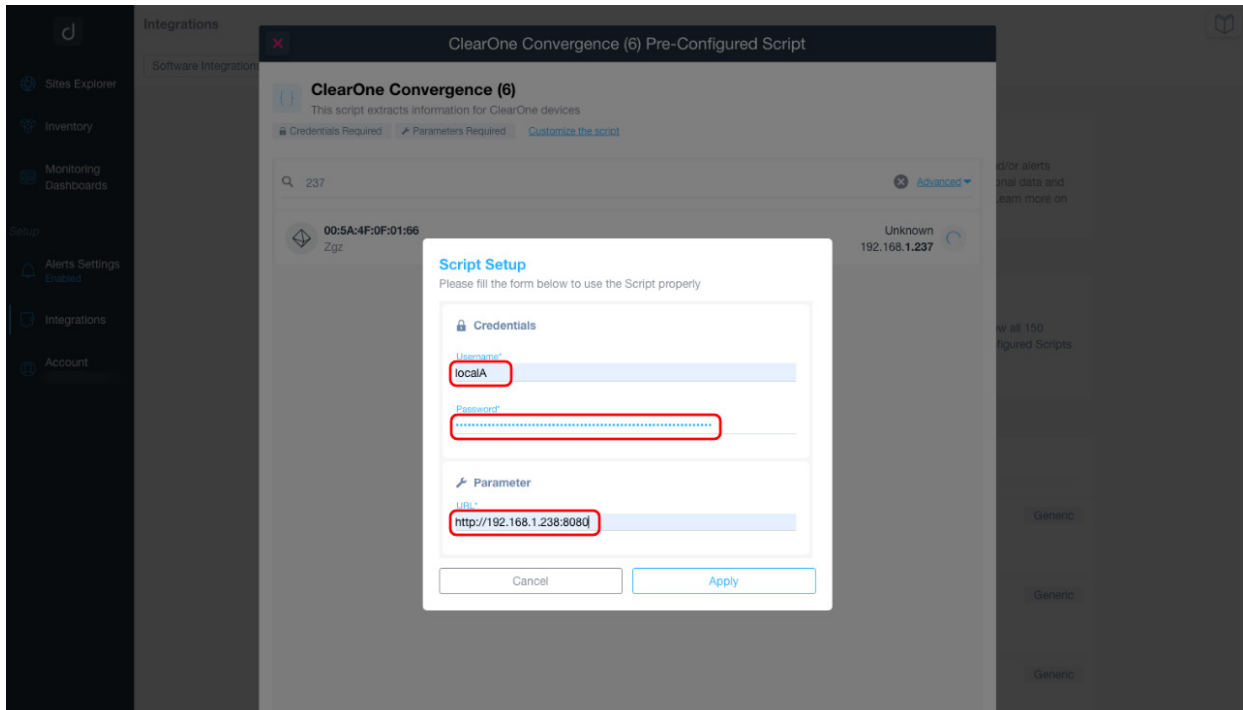 Integrations
ClearOne Convergence (6) Pre-Configured Script
Software Integrations
Sites Explorer
Inventory
Monitoring
Dashboards
Setup
Alerts Settings
Enabled
Integrations
Account
{ }
ClearOne Convergence (6)
This script extracts information for ClearOne devices
Credentials Required
Parameters Required
Customize the script
237
Advanced
00:5A:4F:0F:01:66
Zgz
Unknown
192.168.1.237
Script Setup
Please fill the form below to use the Script properly
Credentials
Username*
localA
Password*
Parameter
URL*
http://192.168.1.238:8080
Cancel
Apply
d/or alerts
onal data and
earn more on
w all 150
figured Scripts
Generic
Generic
Generic